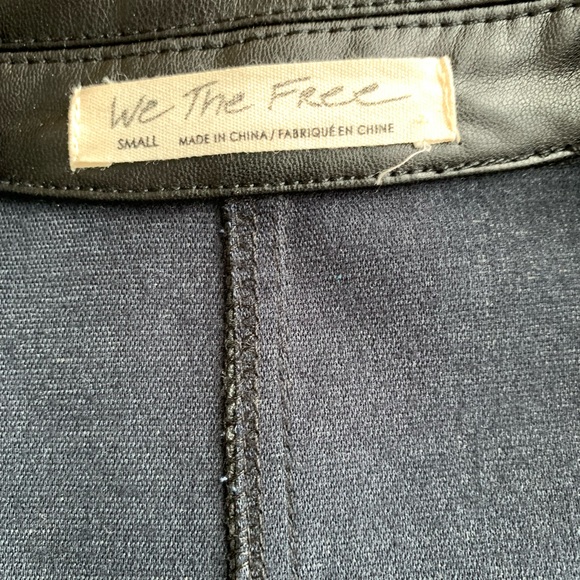 We The Free
SMALL MADE IN CHINA / FABRIQUÉ EN CHINE